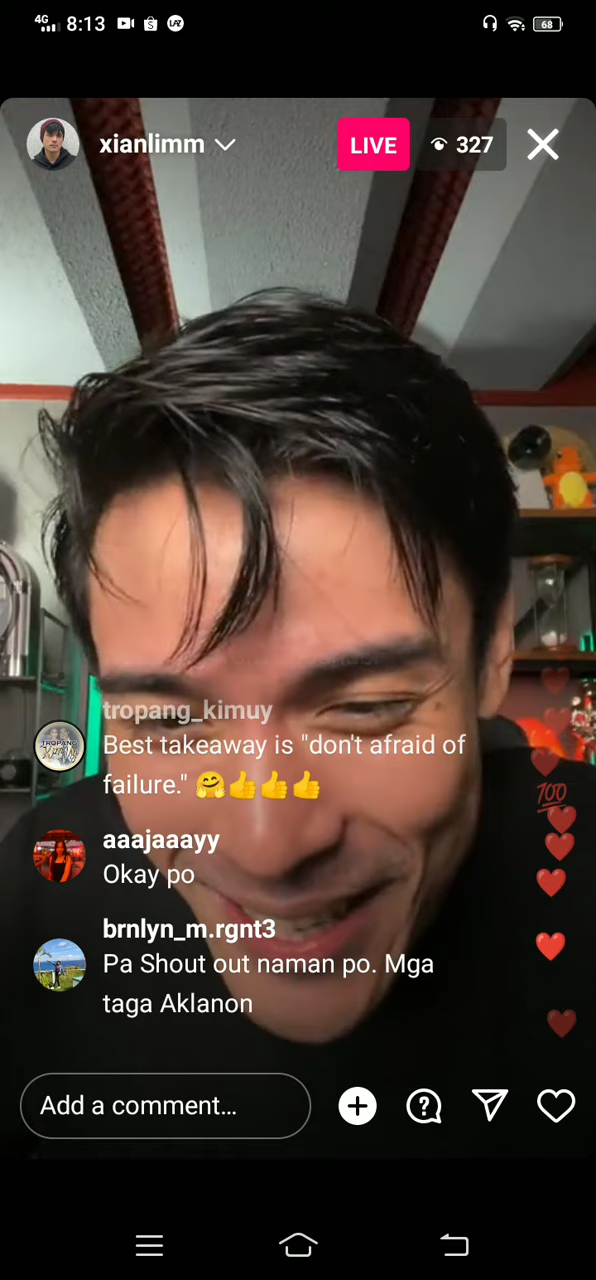 4G 8:13
68
xianlimm
LIVE 327
tropang_kimuy
Best takeaway is "don't afraid of
failure." 🤗👍👍👍
💯
aaajaaayy
Okay po
brnlyn_m.rgnt3
Pa Shout out naman po. Mga
taga Aklanon
Add a comment...